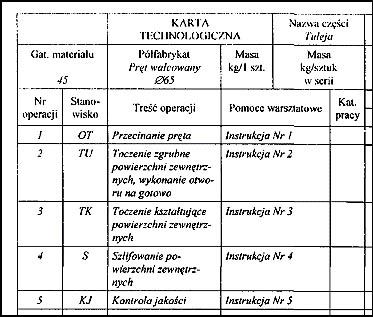 KARTA
TECHNOLOGICZNA
Nazwa części
Tuleja
Gat. materiału
45
Półfabrykat
Pręt walcowany
Ø65
Masa
kg/1 szt.
Masa
kg/sztuk
w serii
Nr
operacji
Stano-
wisko
Treść operacji
Pomoce warsztatowe
Kat.
pracy
1 OT Przecinanie pręta Instrukcja Nr 1
2 TU Toczenie zgrubne Instrukcja Nr 2
powierzchni zewnętrz-
nych, wykonanie otwo-
ru na gotowo
3 TK Toczenie kształtujące Instrukcja Nr 3
powierzchni zewnętrz-
nych
4 S Szlifowanie po- Instrukcja Nr 4
wierzchni zewnętrz-
nych
5 KJ Kontrola jakości Instrukcja Nr 5